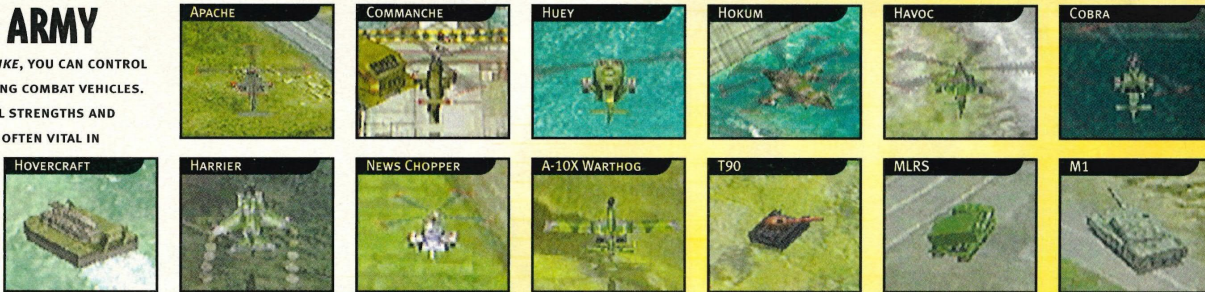 ARMY
IKE, YOU CAN CONTROL
NG COMBAT VEHICLES.
L STRENGTHS AND
OFTEN VITAL IN
APACHE
COMMANCHE
HUEY
HOKUM
HAVOC
COBRA
HOVERCRAFT
HARRIER
NEWS CHOPPER
A-10X WARTHOG
T90
MLRS
M1